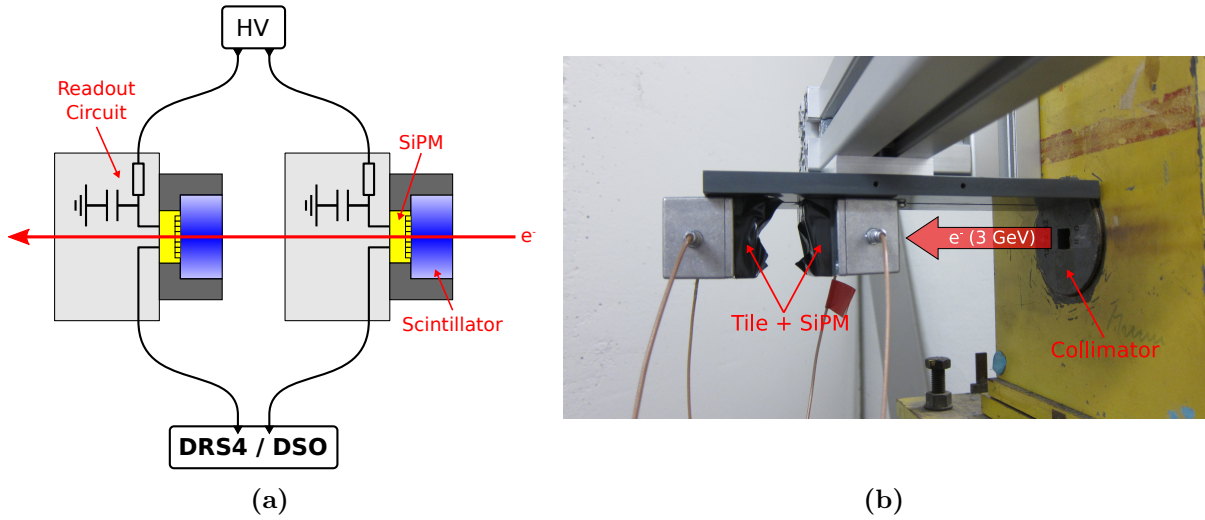 HV
Readout
Circuit
SiPM
e-
Scintillator
DRS4 / DSO
(a)
e- (3 GeV)
Tile + SiPM
Collimator
(b)